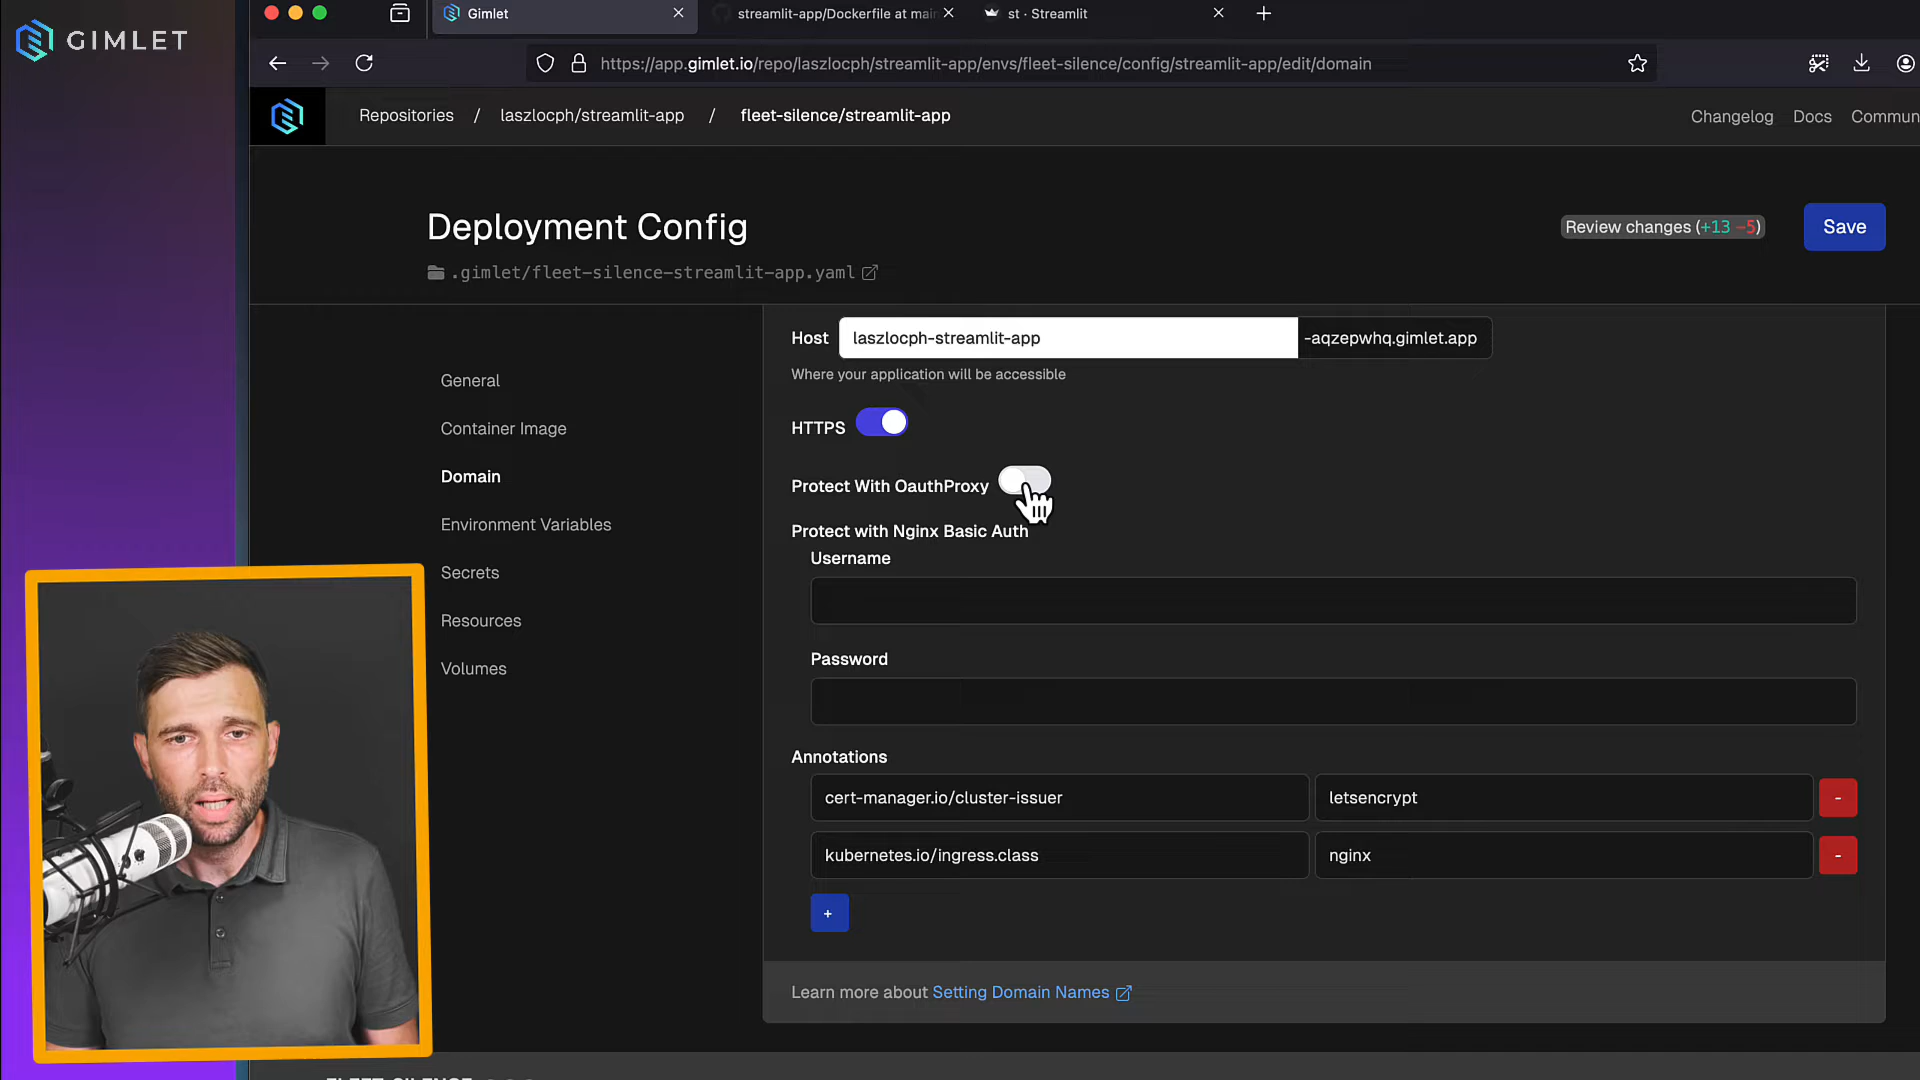 GIMLET
Gimlet
streamlit-app/Dockerfile at mai
st · Streamlit
https://app.gimlet.io/repo/laszlocph/streamlit-app/envs/fleet-silence/config/streamlit-app/edit/domain
Repositories / laszlocph/streamlit-app / fleet-silence/streamlit-app
Changelog Docs Commun
Deployment Config
Review changes (+13 -5)
Save
.gimlet/fleet-silence-streamlit-app.yaml
General
Container Image
Domain
Environment Variables
Secrets
Resources
Volumes
Host laszlocph-streamlit-app -aqzepwhq.gimlet.app
Where your application will be accessible
HTTPS
Protect With OauthProxy
Protect with Nginx Basic Auth
Username
Password
Annotations
cert-manager.io/cluster-issuer letsencrypt -
kubernetes.io/ingress.class nginx -
+
Learn more about Setting Domain Names